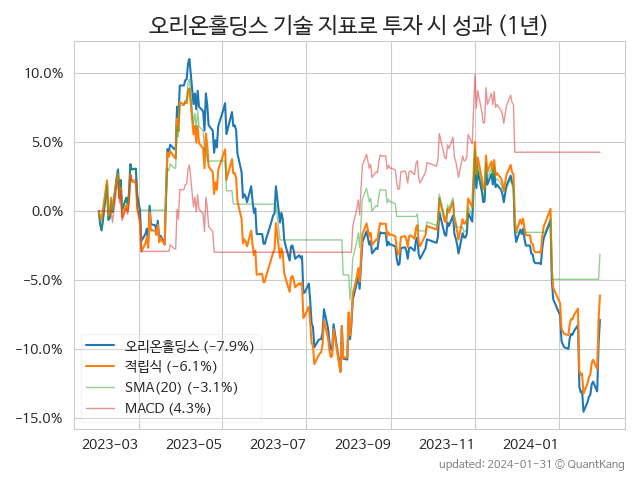 오리온홀딩스 기술 지표로 투자 시 성과 (1년)
10.0%
5.0%
0.0%
−5.0%
−10.0%
−15.0%
오리온홀딩스 (−7.9%)
적립식 (−6.1%)
SMA(20) (−3.1%)
MACD (4.3%)
2023-03 2023-05 2023-07 2023-09 2023-11 2024-01
updated: 2024-01-31 © QuantKang